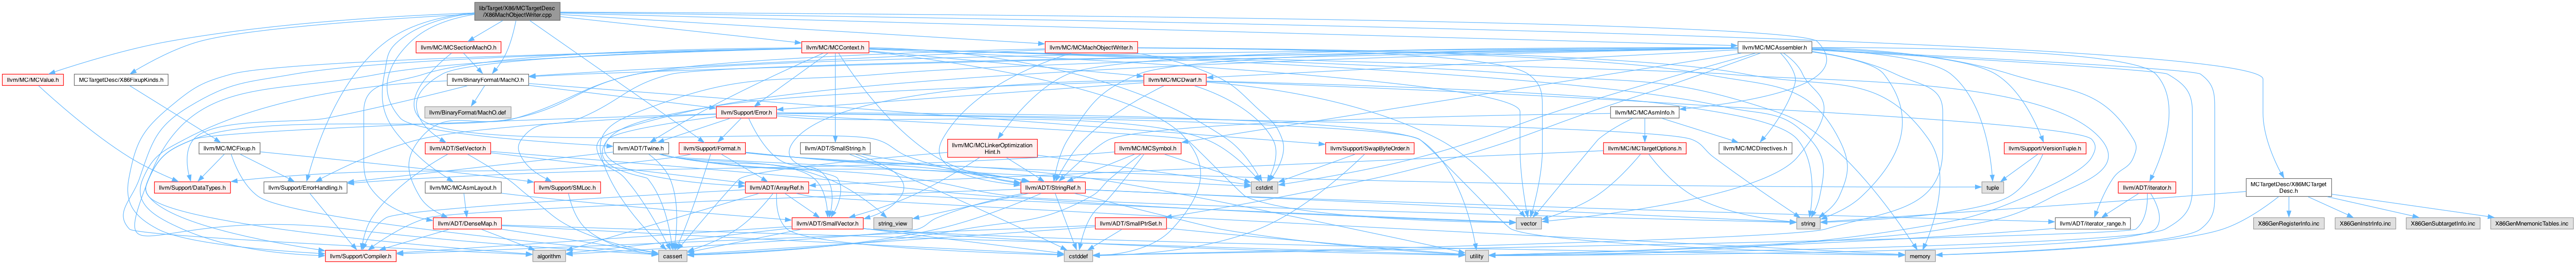 lib/Target/X86/MCTargetDesc
/X86MachObjectWriter.cpp
llvm/MC/MCSectionMachO.h
llvm/MC/MCContext.h
llvm/MC/MCMachObjectWriter.h
llvm/MC/MCAssembler.h
llvm/MC/MCValue.h
MCTargetDesc/X86FixupKinds.h
llvm/BinaryFormat/MachO.h
llvm/MC/MCDwarf.h
llvm/BinaryFormat/MachO.def
llvm/Support/Error.h
llvm/MC/MCAsmInfo.h
llvm/MC/MCFixup.h
llvm/ADT/SetVector.h
llvm/ADT/Twine.h
llvm/Support/Format.h
llvm/ADT/SmallString.h
llvm/MC/MCLinkerOptimization
Hint.h
llvm/MC/MCSymbol.h
llvm/Support/SwapByteOrder.h
llvm/MC/MCTargetOptions.h
llvm/MC/MCDirectives.h
llvm/Support/VersionTuple.h
llvm/Support/DataTypes.h
llvm/Support/ErrorHandling.h
llvm/MC/MCAsmLayout.h
llvm/Support/SMLoc.h
llvm/ADT/ArrayRef.h
llvm/ADT/StringRef.h
cstdint
tuple
llvm/ADT/iterator.h
MCTargetDesc/X86MCTarget
Desc.h
llvm/ADT/DenseMap.h
llvm/ADT/SmallVector.h
string_view
llvm/ADT/SmallPtrSet.h
vector
string
llvm/ADT/iterator_range.h
X86GenRegisterInfo.inc
X86GenInstrInfo.inc
X86GenSubtargetInfo.inc
X86GenMnemonicTables.inc
llvm/Support/Compiler.h
algorithm
cassert
cstddef
utility
memory